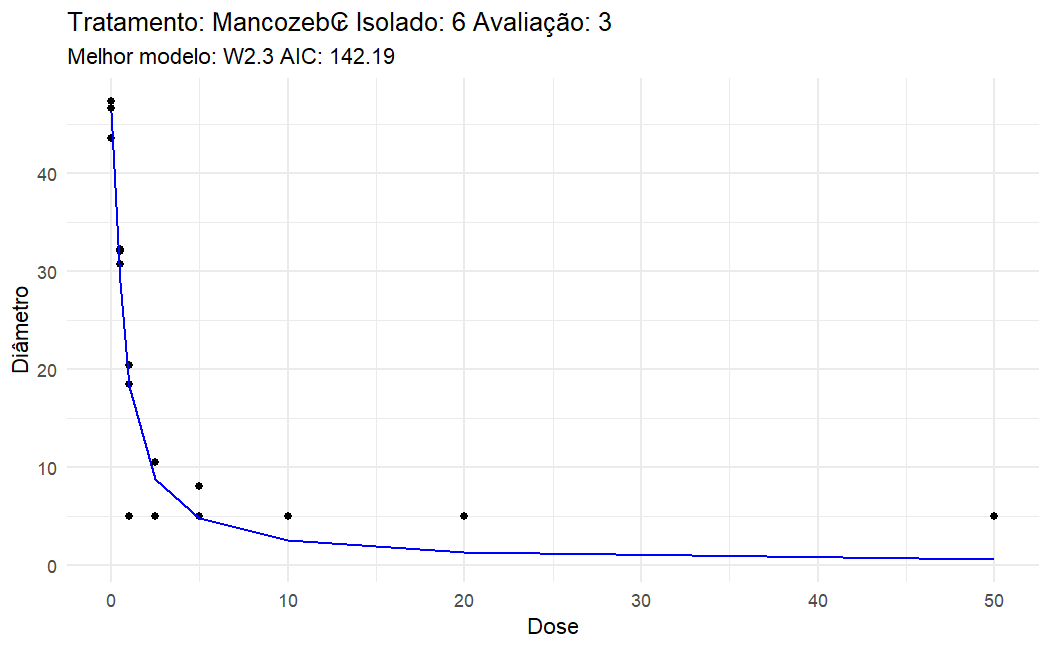 Tratamento: Mancozeb₢ Isolado: 6 Avaliação: 3
Melhor modelo: W2.3 AIC: 142.19
Diâmetro
40
30
20
10
0
0 10 20 30 40 50
Dose